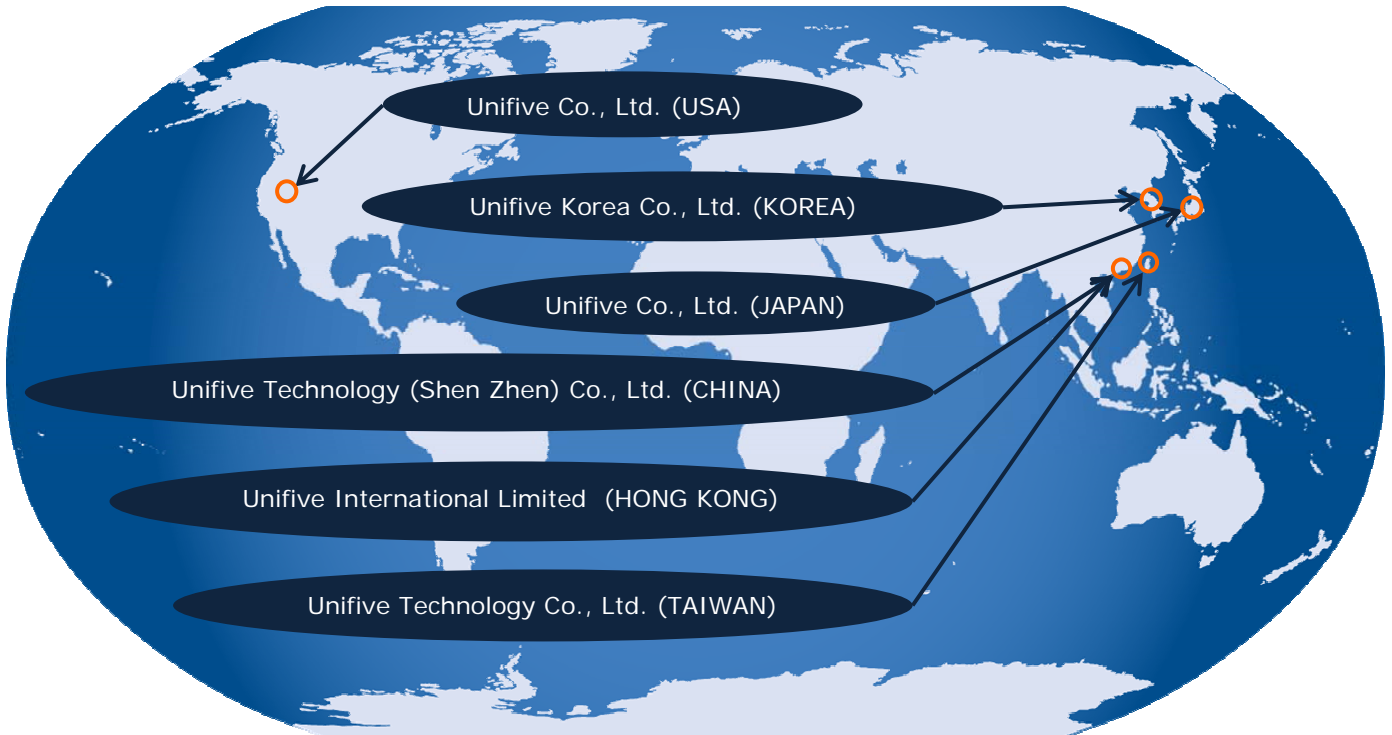 Unifive Co., Ltd. (USA)
Unifive Korea Co., Ltd. (KOREA)
Unifive Co., Ltd. (JAPAN)
Unifive Technology (Shen Zhen) Co., Ltd. (CHINA)
Unifive International Limited  (HONG KONG)
Unifive Technology Co., Ltd. (TAIWAN)